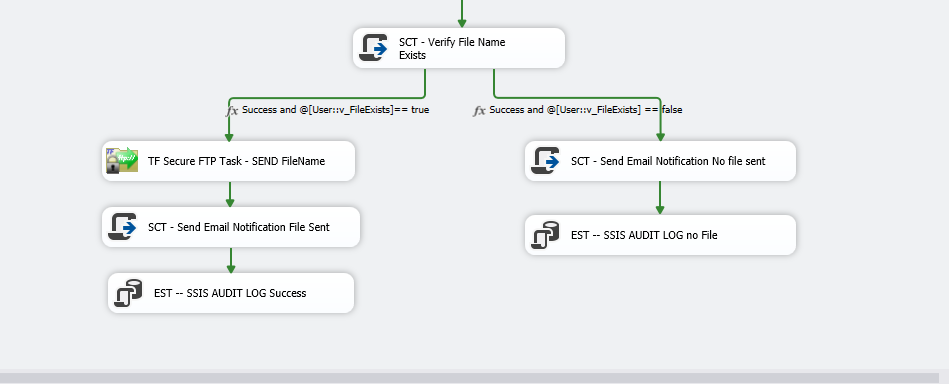 SCT - Verify File Name
Exists
fx Success and @[User::v_FileExists]== true
fx Success and @[User::v_FileExists] == false
TF Secure FTP Task - SEND FileName
SCT - Send Email Notification No file sent
SCT - Send Email Notification File Sent
EST -- SSIS AUDIT LOG no File
EST -- SSIS AUDIT LOG Success